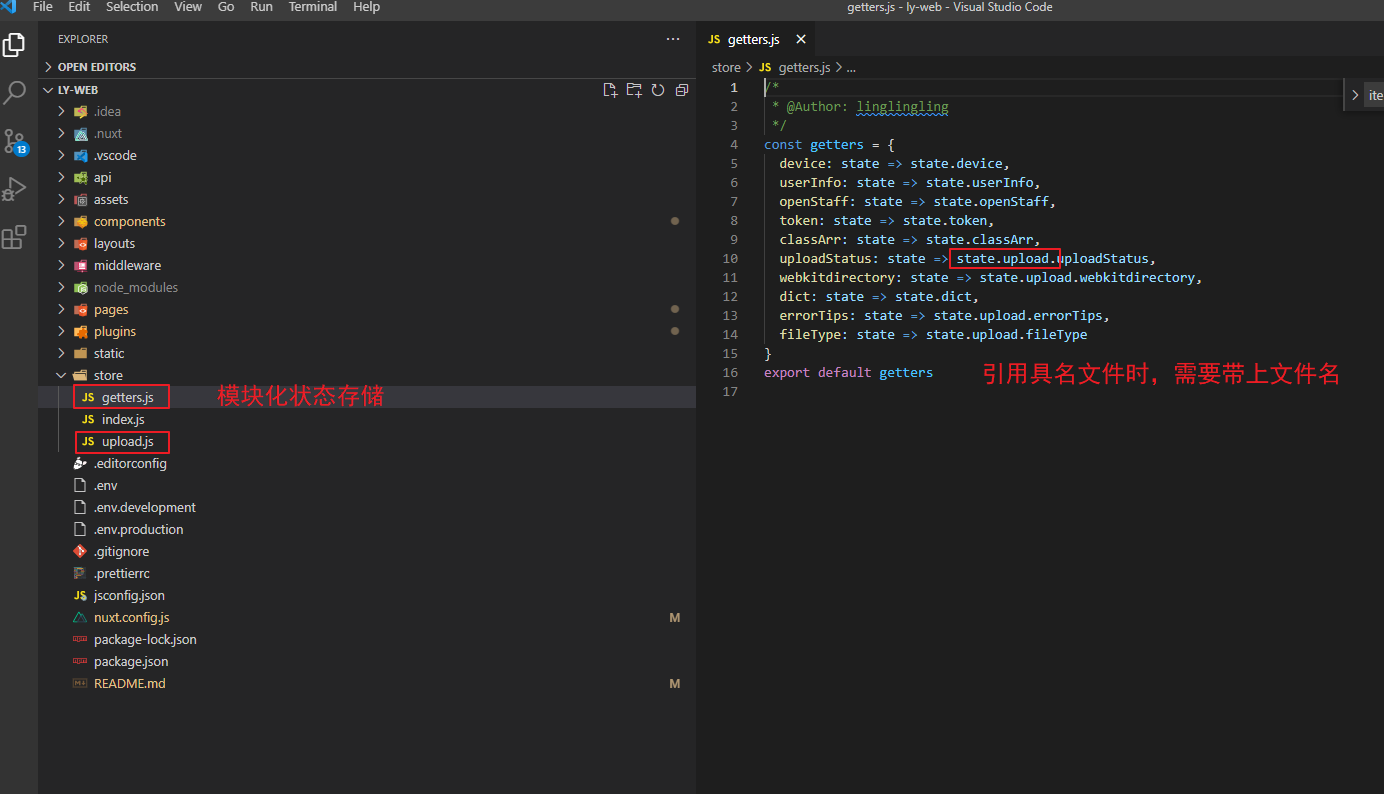 File Edit Selection View Go Run Terminal Help
getters.js - ly-web - Visual Studio Code
EXPLORER
OPEN EDITORS
LY-WEB
.idea
.nuxt
.vscode
api
assets
components
layouts
middleware
node_modules
pages
plugins
static
store
JS getters.js
模块化状态存储
JS index.js
JS upload.js
.editorconfig
.env
.env.development
.env.production
.gitignore
.prettierrc
JS jsconfig.json
nuxt.config.js M
package-lock.json
package.json
README.md M
13
JS getters.js
store > JS getters.js > ...
ite
1 /*
2 * @Author: linglingling
3 */
4 const getters = {
5 device: state => state.device,
6 userInfo: state => state.userInfo,
7 openStaff: state => state.openStaff,
8 token: state => state.token,
9 classArr: state => state.classArr,
10 uploadStatus: state => state.upload.uploadStatus,
11 webkitdirectory: state => state.upload.webkitdirectory,
12 dict: state => state.dict,
13 errorTips: state => state.upload.errorTips,
14 fileType: state => state.upload.fileType
15 }
16 export default getters
引用具名文件时，需要带上文件名
17